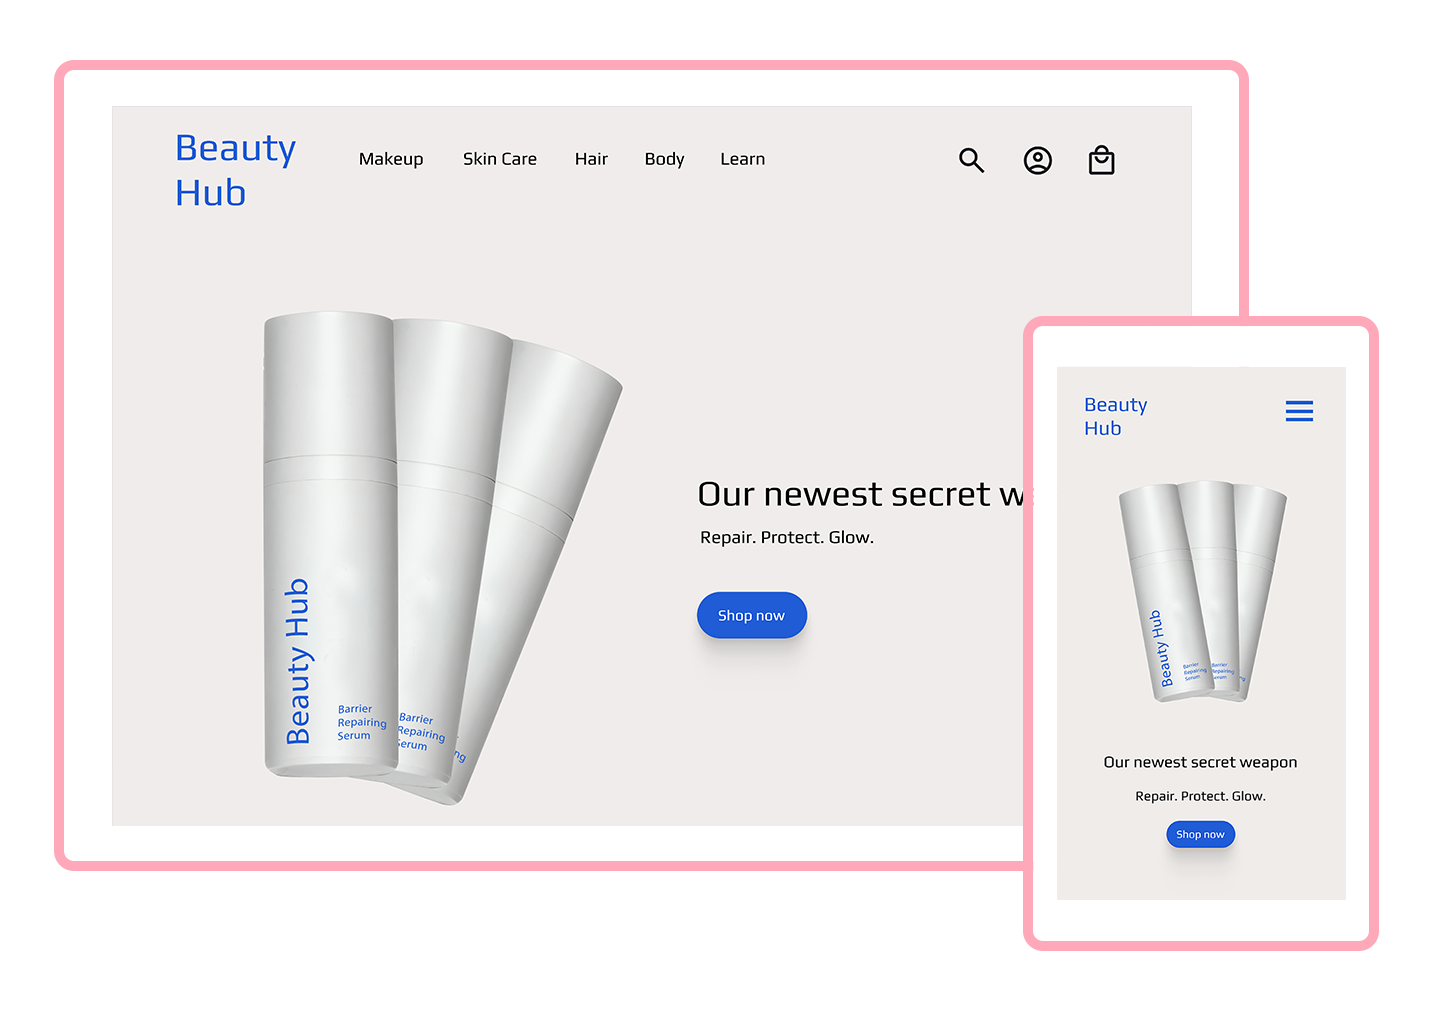 Beauty
Hub
Makeup
Skin Care
Hair
Body
Learn
Beauty Hub
Barrier
Repairing
Serum
Barrier
Repairing
Serum
ng
Our newest secret w
Repair. Protect. Glow.
Shop now
Beauty
Hub
Beauty Hub
Barrier
Repairing
Serum
Barrier
Repairing
Serum
Our newest secret weapon
Repair. Protect. Glow.
Shop now